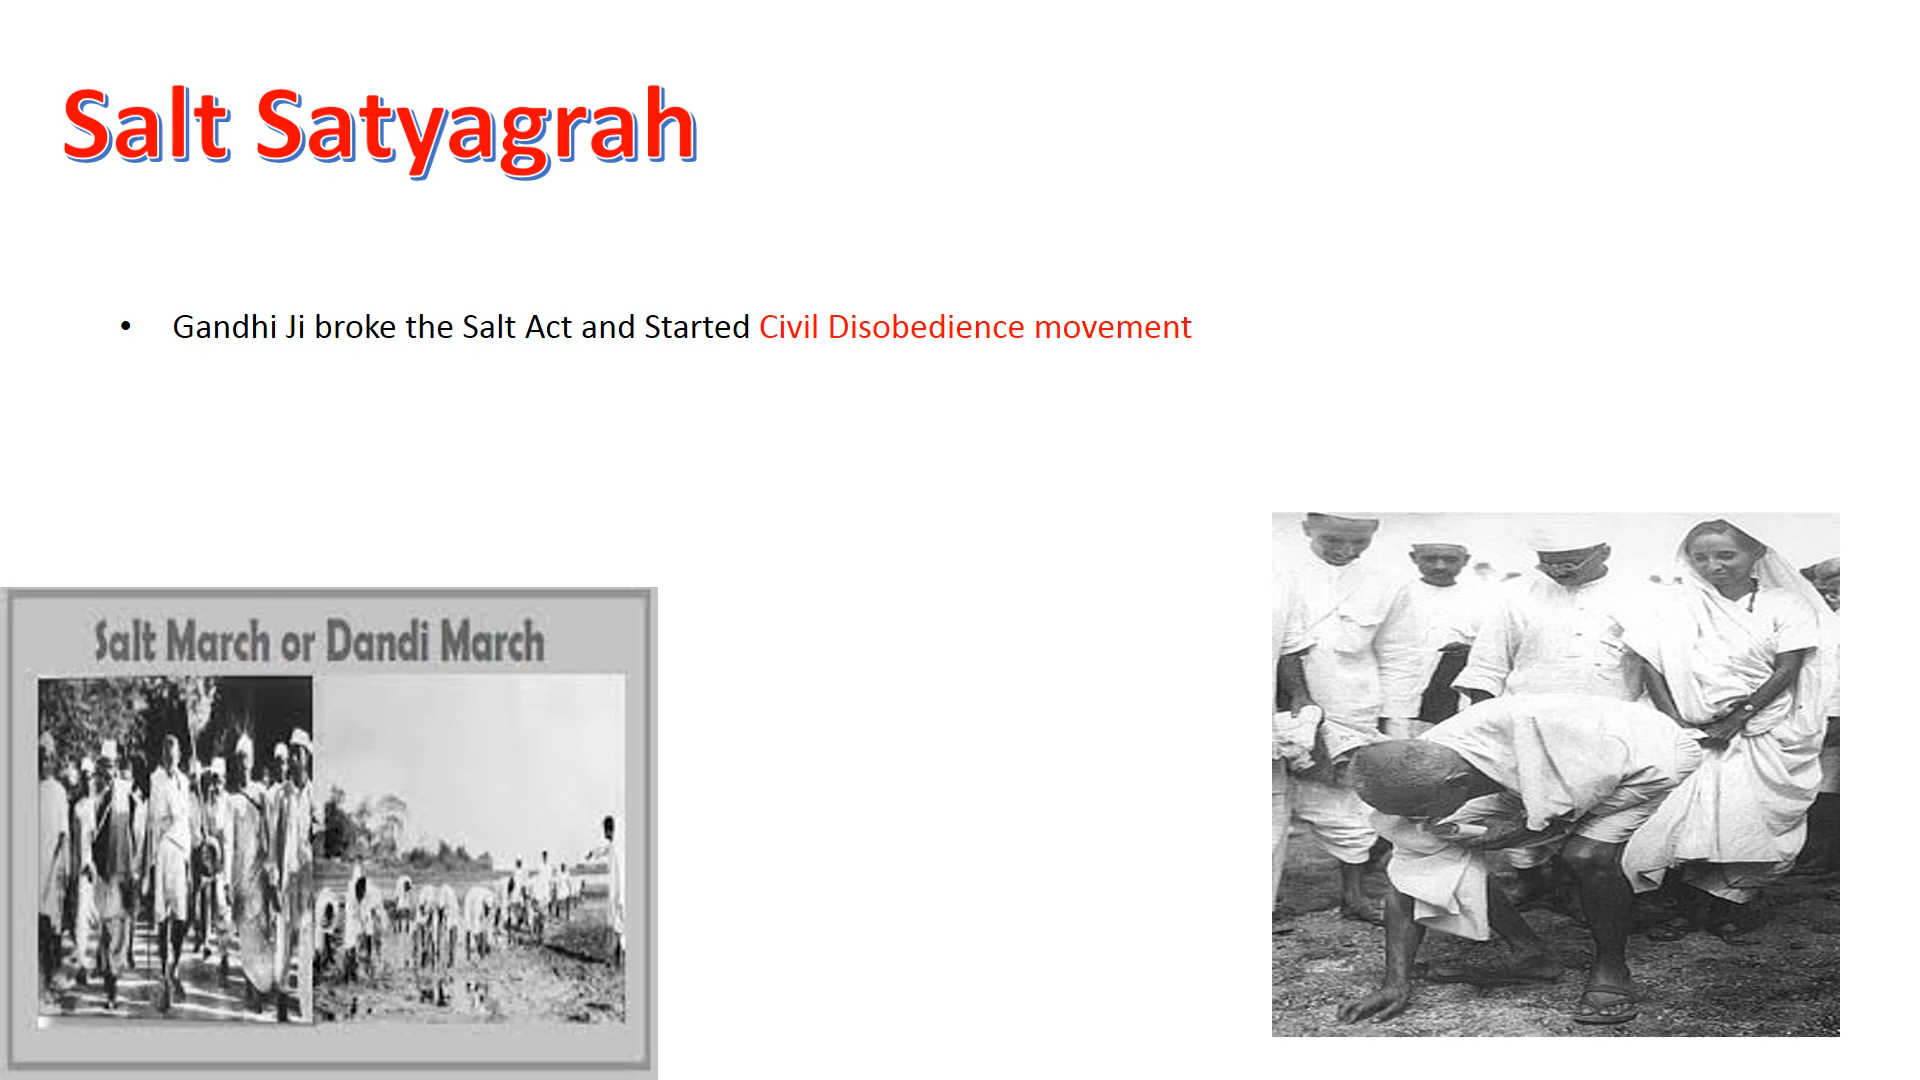 Salt Satyagrah
• Gandhi Ji broke the Salt Act and Started Civil Disobedience movement
Salt March or Dandi March